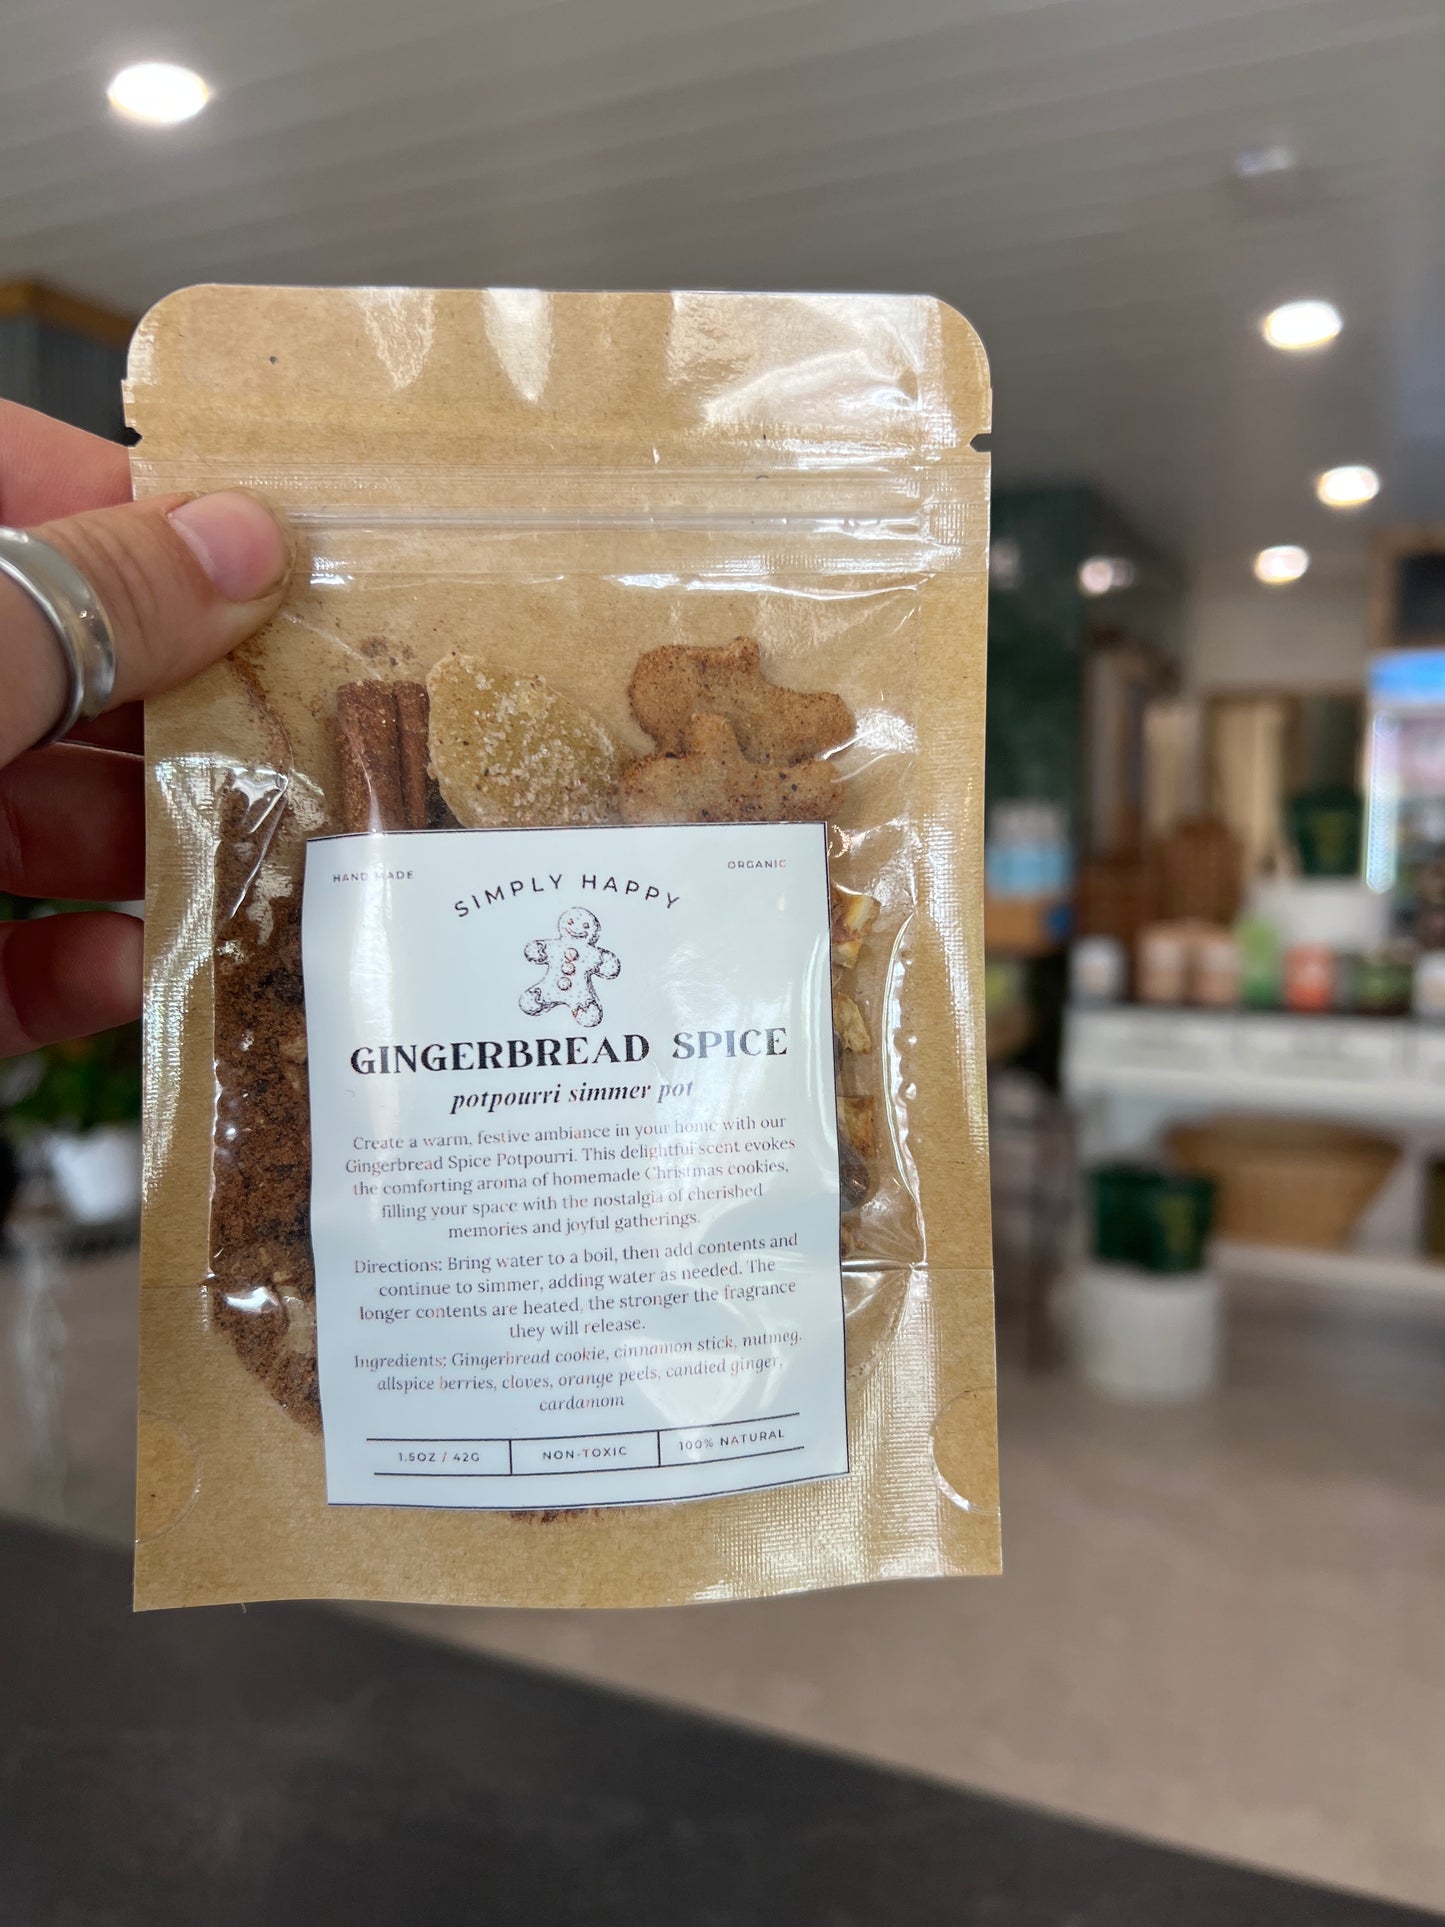 HAND MADE
ORGANIC
SIMPLY HAPPY
GINGERBREAD SPICE
potpourri simmer pot
Create a warm, festive ambiance in your home with our
Gingerbread Spice Potpourri. This delightful scent evokes
the comforting aroma of homemade Christmas cookies,
filling your space with the nostalgia of cherished
memories and joyful gatherings.
Directions: Bring water to a boil, then add contents and
continue to simmer, adding water as needed. The
longer contents are heated, the stronger the fragrance
they will release.
Ingredients: Gingerbread cookie, cinnamon stick, nutmeg,
allspice berries, cloves, orange peels, candied ginger,
cardamom
1.5OZ / 42G
NON-TOXIC
100% NATURAL